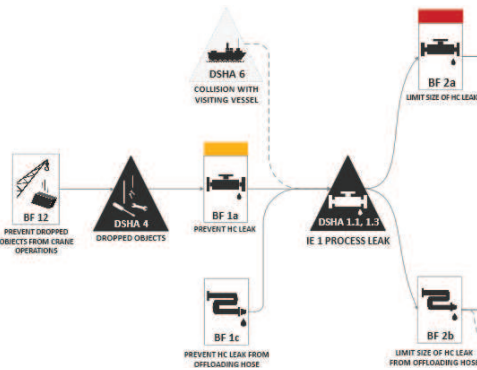 DSHA 6
COLLISION WITH
VISITING VESSEL
BF 2a
LIMIT SIZE OF HC LEAK
BF 12
PREVENT DROPPED
OBJECTS FROM CRANE
OPERATIONS
DSHA 4
DROPPED OBJECTS
BF 1a
PREVENT HC LEAK
DSHA 1.1, 1.3
IE 1 PROCESS LEAK
BF 1c
PREVENT HC LEAK FROM
OFFLOADING HOSE
BF 2b
LIMIT SIZE OF HC LEAK
FROM OFFLOADING HOSE